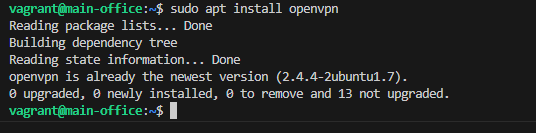 vagrant@main-office:~$ sudo apt install openvpn
Reading package lists... Done
Building dependency tree
Reading state information... Done
openvpn is already the newest version (2.4.4-2ubuntu1.7).
0 upgraded, 0 newly installed, 0 to remove and 13 not upgraded.
vagrant@main-office:~$